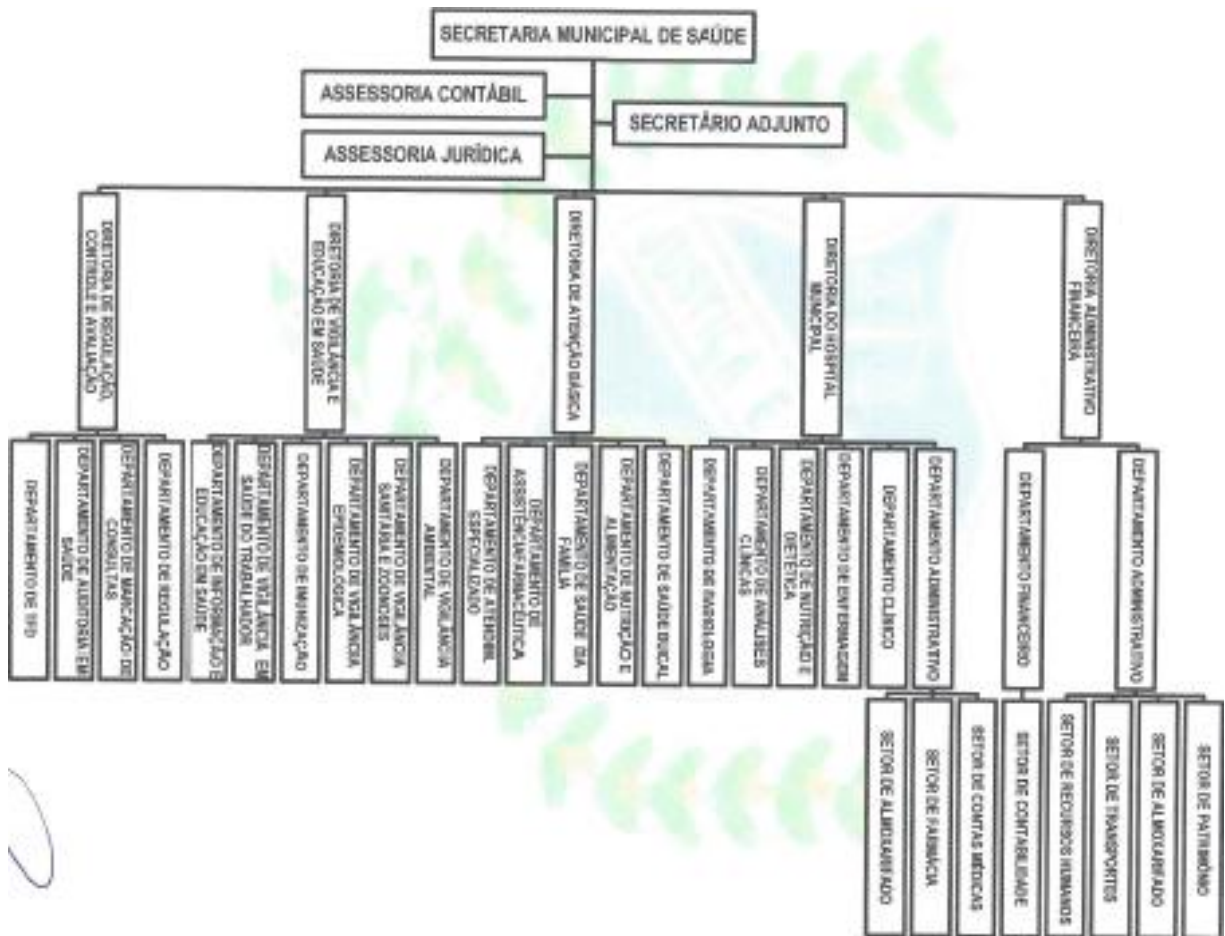 SECRETARIA MUNICIPAL DE SAÚDE
ASSESSORIA CONTÁBIL
SECRETÁRIO ADJUNTO
ASSESSORIA JURÍDICA
DIRETORIA DE REGULAÇÃO,
CONTROLE E AVALIAÇÃO
DIRETORIA DE VIGILÂNCIA E
EDUCAÇÃO EM SAÚDE
DIRETORIA DE ATENÇÃO BÁSICA
DIRETORIA DO HOSPITAL
MUNICIPAL
DIRETORIA ADMINISTRATIVO
FINANCEIRA
DEPARTAMENTO DE TFD
DEPARTAMENTO DE AUDITORIA EM
SAÚDE
DEPARTAMENTO DE MARCAÇÃO DE
CONSULTAS
DEPARTAMENTO DE REGULAÇÃO
DEPARTAMENTO DE INFORMAÇÃO E
EDUCAÇÃO EM SAÚDE
DEPARTAMENTO DE VIGILÂNCIA EM
SAÚDE DO TRABALHADOR
DEPARTAMENTO DE IMUNIZAÇÃO
DEPARTAMENTO DE VIGILÂNCIA
EPIDEMIOLOGICA
DEPARTAMENTO DE VIGILÂNCIA
SANITÁRIA E ZOONOSES
DEPARTAMENTO DE VIGILÂNCIA
AMBIENTAL
DEPARTAMENTO DE ATENDBIL
ESPECIALIZADO
DEPARTAMENTO DE
ASSISTÊNCIA FARMACÊUTICA
DEPARTAMENTO DE SAÚDE DA
FAMÍLIA
DEPARTAMENTO DE NUTRIÇÃO E
ALIMENTAÇÃO
DEPARTAMENTO DE SAÚDE BUCAL
DEPARTAMENTO DE RADIOLOGIA
DEPARTAMENTO DE ANÁLISES
CLÍNICAS
DEPARTAMENTO DE NUTRIÇÃO E
DIETÉTICA
DEPARTAMENTO DE ENFERMAGEM
DEPARTAMENTO CLÍNICO
DEPARTAMENTO ADMINISTRATIVO
DEPARTAMENTO FINANCEIRO
DEPARTAMENTO ADMINISTRATIVO
SETOR DE ALMOXARIFADO
SETOR DE FARMÁCIA
SETOR DE CONTAS MÉDICAS
SETOR DE CONTABILIDADE
SETOR DE RECURSOS HUMANOS
SETOR DE TRANSPORTES
SETOR DE ALMOXARIFADO
SETOR DE PATRIMÔNIO